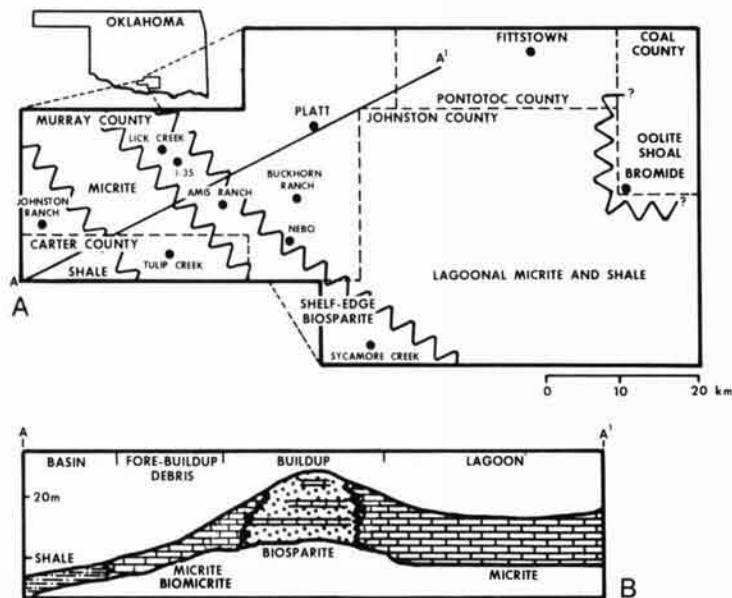 OKLAHOMA
FITTSTOWN
COAL
COUNTY
A¹
PLATT
PONTOTOC COUNTY
JOHNSTON COUNTY
?
MURRAY COUNTY
LICK CREEK
I-35
OOLITE
SHOAL
MICRITE
BUCKHORN
RANCH
BROMIDE
JOHNSTON
RANCH
AMIS RANCH
?
CARTER COUNTY
NEBO
SHALE
TULIP CREEK
LAGOONAL MICRITE AND SHALE
A
A
SHELF-EDGE
BIOSPARITE
SYCAMORE CREEK
0 10 20 km
A
A¹
BASIN
FORE-BUILDUP
DEBRIS
BUILDUP
LAGOON
20m
SHALE
BIOSPARITE
MICRITE
BIOMICRITE
MICRITE
B